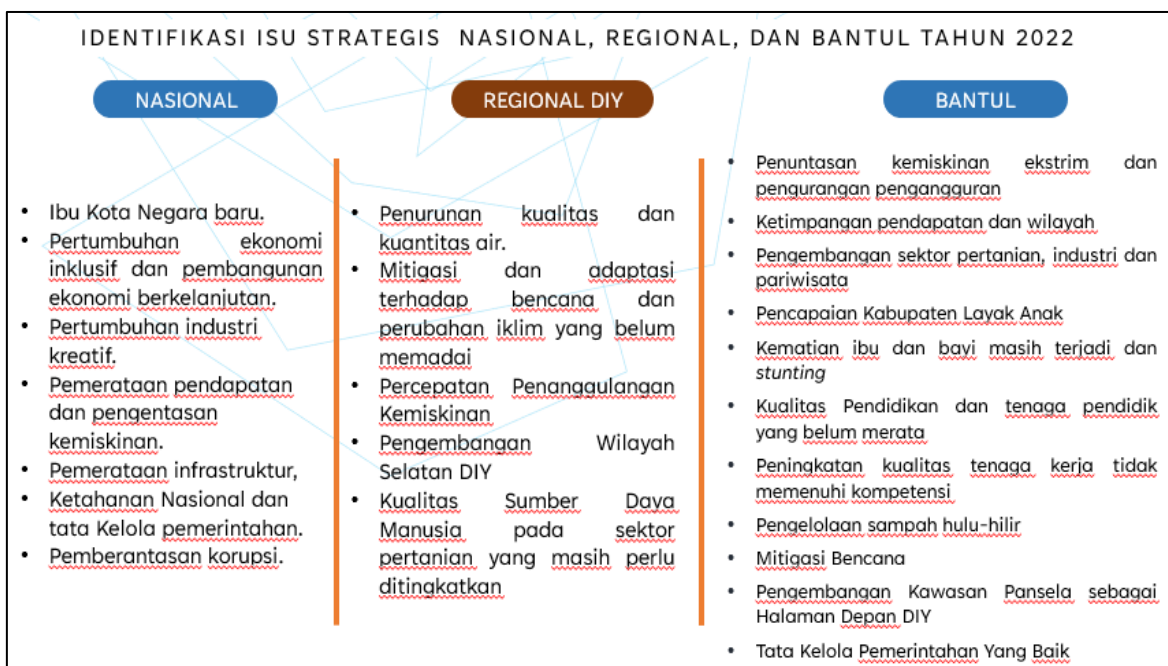 IDENTIFIKASI ISU STRATEGIS NASIONAL, REGIONAL, DAN BANTUL TAHUN 2022
NASIONAL
• Ibu Kota Negara baru.
• Pertumbuhan ekonomi
inklusif dan pembangunan
ekonomi berkelanjutan.
• Pertumbuhan industri
kreatif.
• Pemerataan pendapatan
dan pengentasan
kemiskinan.
• Pemerataan infrastruktur,
• Ketahanan Nasional dan
tata Kelola pemerintahan.
• Pemberantasan korupsi.
REGIONAL DIY
• Penurunan kualitas dan
kuantitas air.
• Mitigasi dan adaptasi
terhadap bencana dan
perubahan iklim yang belum
memadai
• Percepatan Penanggulangan
Kemiskinan
• Pengembangan Wilayah
Selatan DIY
• Kualitas Sumber Daya
Manusia pada sektor
pertanian yang masih perlu
ditingkatkan
BANTUL
• Penuntasan kemiskinan ekstrim dan
pengurangan pengangguran
• Ketimpangan pendapatan dan wilayah
• Pengembangan sektor pertanian, industri dan
pariwisata
• Pencapaian Kabupaten Layak Anak
• Kematian ibu dan bayi masih terjadi dan
stunting
• Kualitas Pendidikan dan tenaga pendidik
yang belum merata
• Peningkatan kualitas tenaga kerja tidak
memenuhi kompetensi
• Pengelolaan sampah hulu-hilir
• Mitigasi Bencana
• Pengembangan Kawasan Pansela sebagai
Halaman Depan DIY
• Tata Kelola Pemerintahan Yang Baik